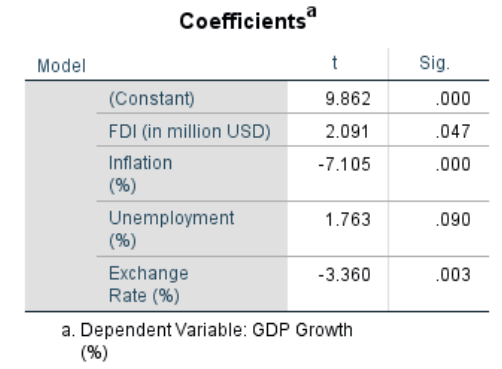 Coefficientsa
Model t Sig.
(Constant) 9.862 .000
FDI (in million USD) 2.091 .047
Inflation -7.105 .000
(%)
Unemployment 1.763 .090
(%)
Exchange -3.360 .003
Rate (%)
a. Dependent Variable: GDP Growth
(%)